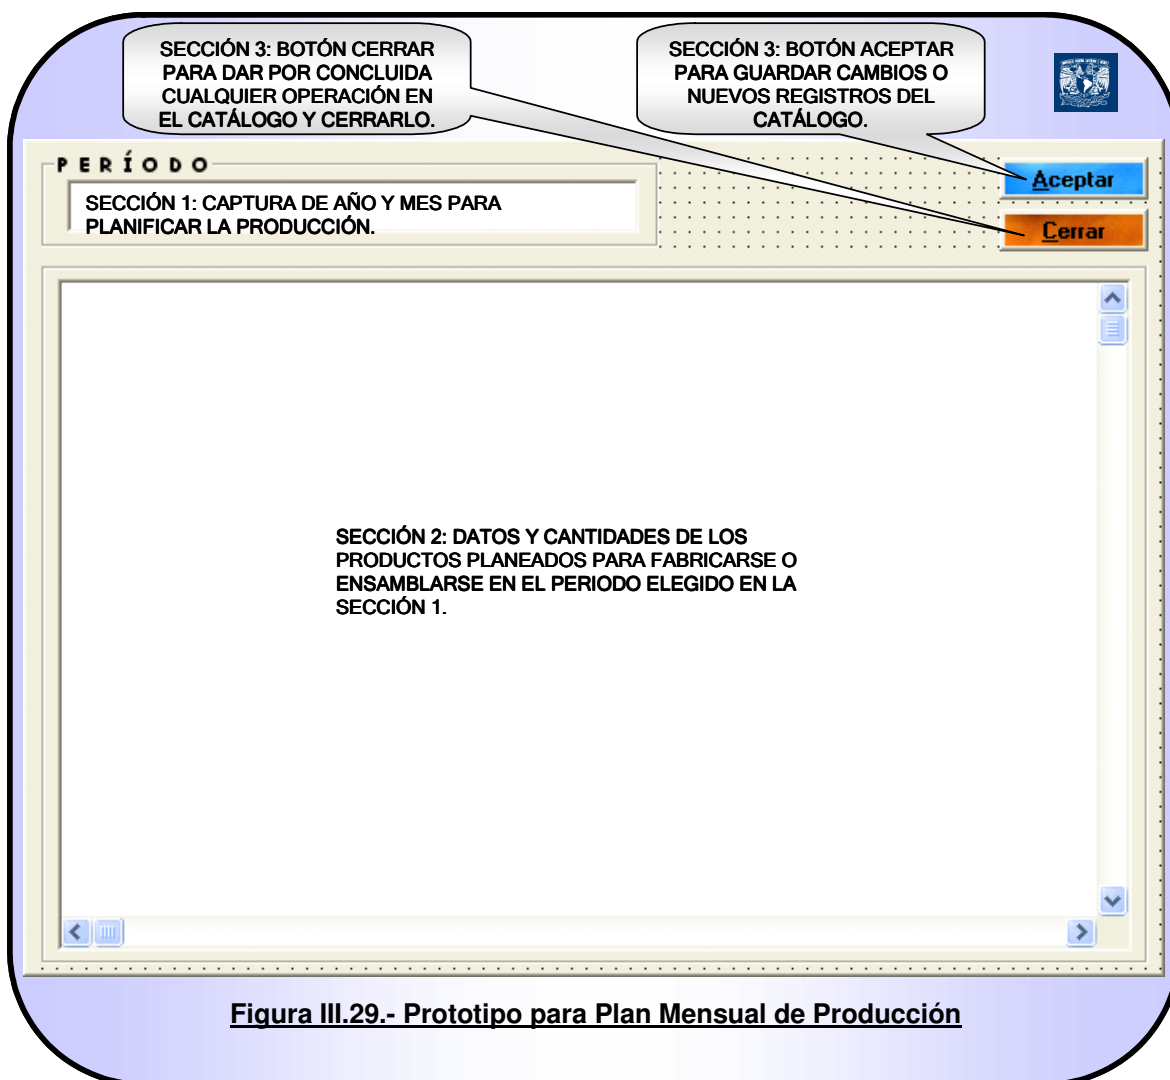 SECCIÓN 3: BOTÓN CERRAR
PARA DAR POR CONCLUIDA
CUALQUIER OPERACIÓN EN
EL CATÁLOGO Y CERRARLO.
SECCIÓN 3: BOTÓN ACEPTAR
PARA GUARDAR CAMBIOS O
NUEVOS REGISTROS DEL
CATÁLOGO.
PERÍODO
SECCIÓN 1: CAPTURA DE AÑO Y MES PARA
PLANIFICAR LA PRODUCCIÓN.
Aceptar
Cerrar
SECCIÓN 2: DATOS Y CANTIDADES DE LOS
PRODUCTOS PLANEADOS PARA FABRICARSE O
ENSAMBLARSE EN EL PERIODO ELEGIDO EN LA
SECCIÓN 1.
Figura III.29.- Prototipo para Plan Mensual de Producción